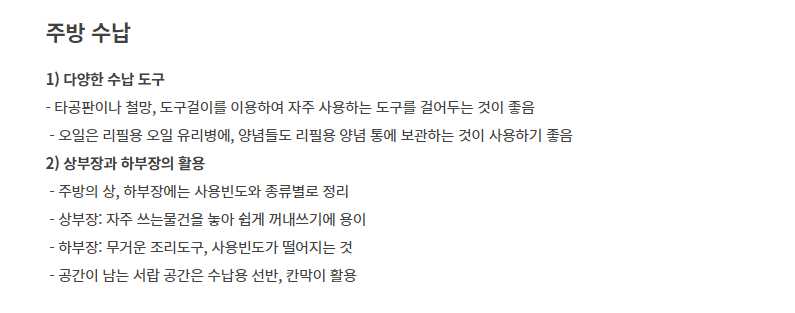 주방 수납
1) 다양한 수납 도구
- 타공판이나 철망, 도구걸이를 이용하여 자주 사용하는 도구를 걸어두는 것이 좋음
- 오일은 리필용 오일 유리병에, 양념들도 리필용 양념 통에 보관하는 것이 사용하기 좋음
2) 상부장과 하부장의 활용
- 주방의 상, 하부장에는 사용빈도와 종류별로 정리
- 상부장: 자주 쓰는물건을 놓아 쉽게 꺼내쓰기에 용이
- 하부장: 무거운 조리도구, 사용빈도가 떨어지는 것
- 공간이 남는 서랍 공간은 수납용 선반, 칸막이 활용